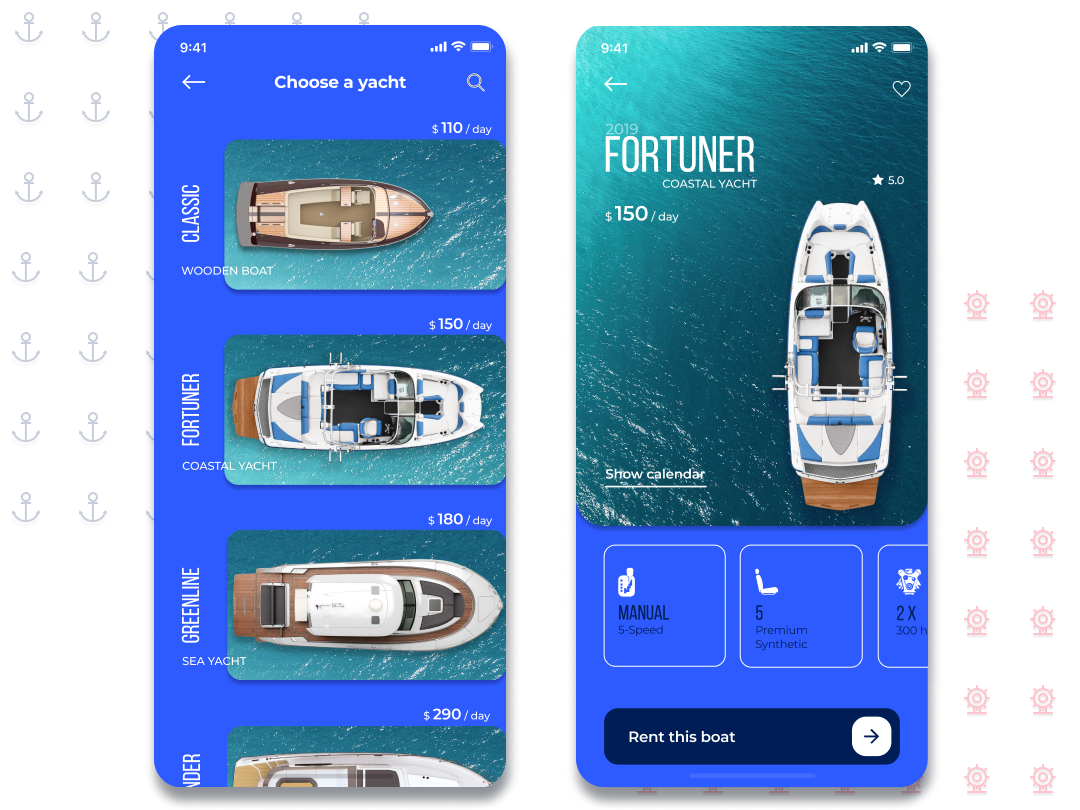 9:41
Choose a yacht
$ 110 / day
CLASSIC
WOODEN BOAT
$ 150 / day
FORTUNER
COASTAL YACHT
$ 180 / day
GREENLINE
SEA YACHT
$ 290 / day
NDER
9:41
2019
FORTUNER
COASTAL YACHT
5.0
$ 150 / day
Show calendar
MANUAL
5-Speed
5
Premium
Synthetic
2 X
300 h
Rent this boat